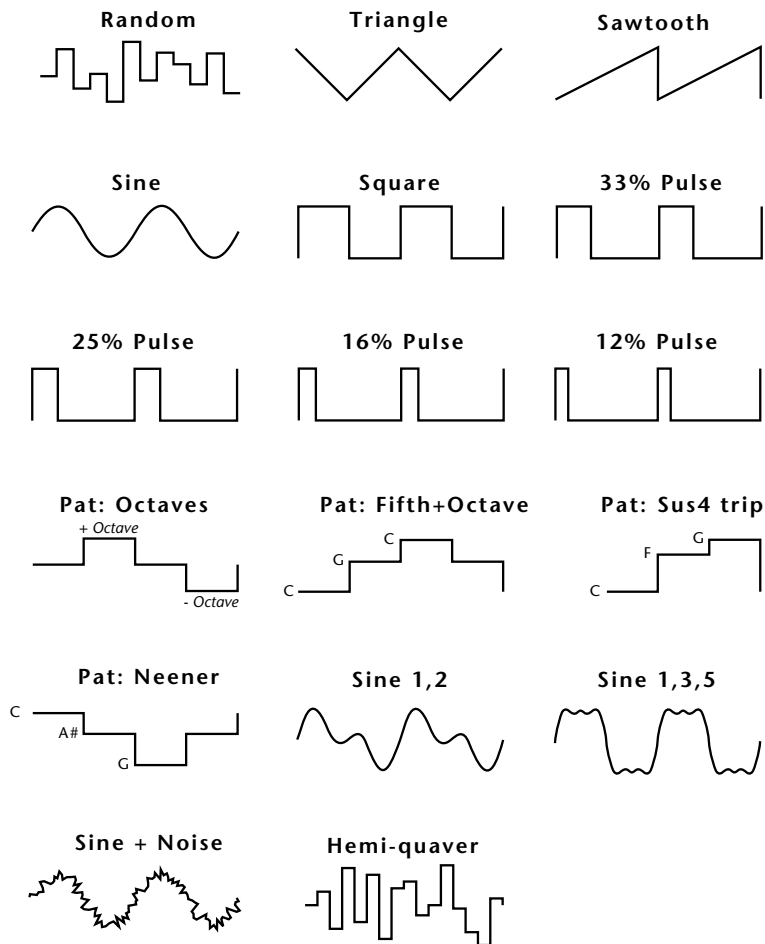 Random
Triangle
Sawtooth
Sine
Square
33% Pulse
25% Pulse
16% Pulse
12% Pulse
Pat: Octaves
+ Octave
- Octave
Pat: Fifth+Octave
C
G
C
Pat: Sus4 trip
G
F
C
Pat: Neener
C
A#
G
Sine 1,2
Sine 1,3,5
Sine + Noise
Hemi-quaver